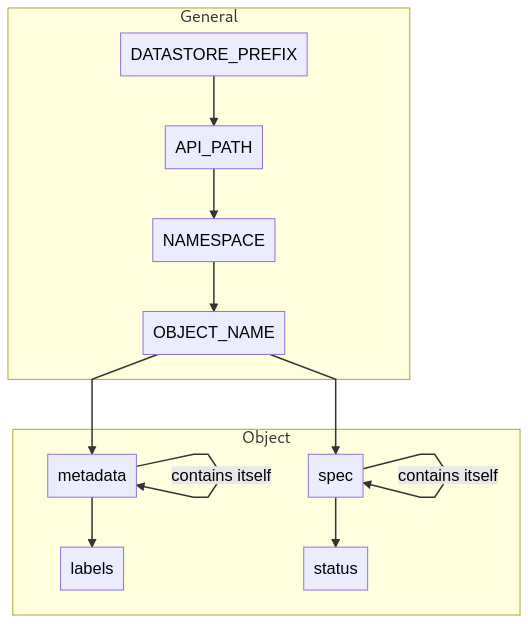 General
DATASTORE_PREFIX
API_PATH
NAMESPACE
OBJECT_NAME
Object
metadata
contains itself
spec
contains itself
labels
status